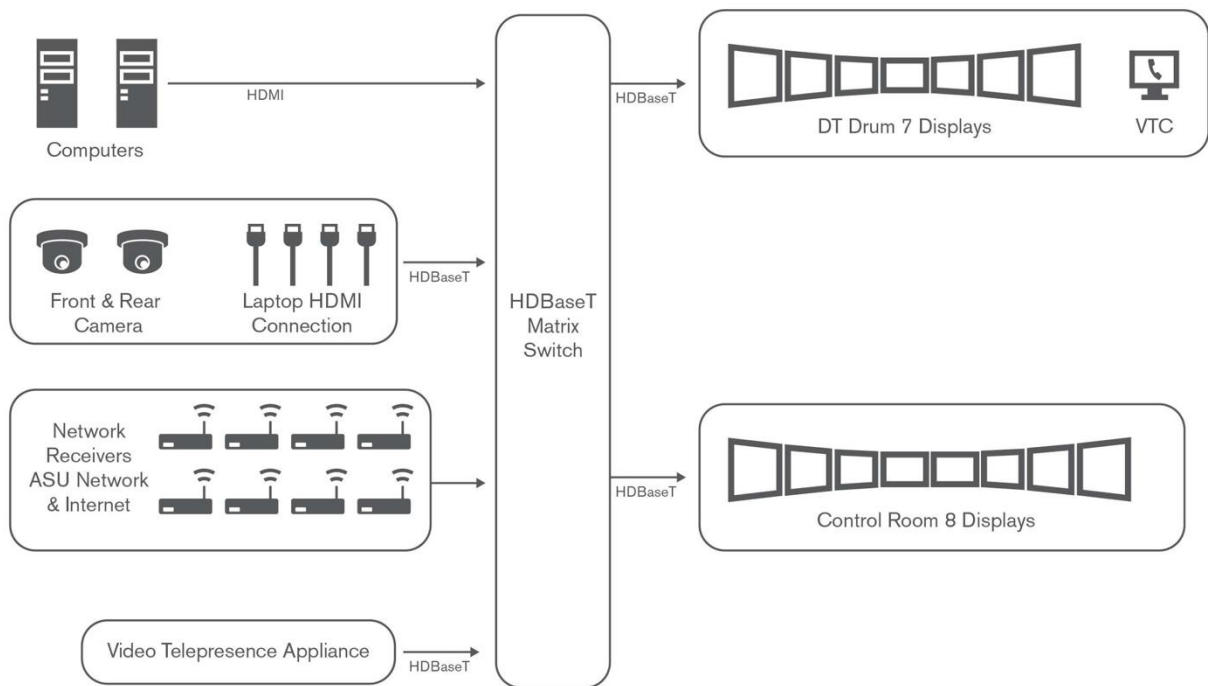 Computers
HDMI
Front & Rear
Camera
Laptop HDMI
Connection
HDBaseT
Network
Receivers
ASU Network
& Internet
Video Telepresence Appliance
HDBaseT
HDBaseT
Matrix
Switch
HDBaseT
DT Drum 7 Displays
VTC
HDBaseT
Control Room 8 Displays